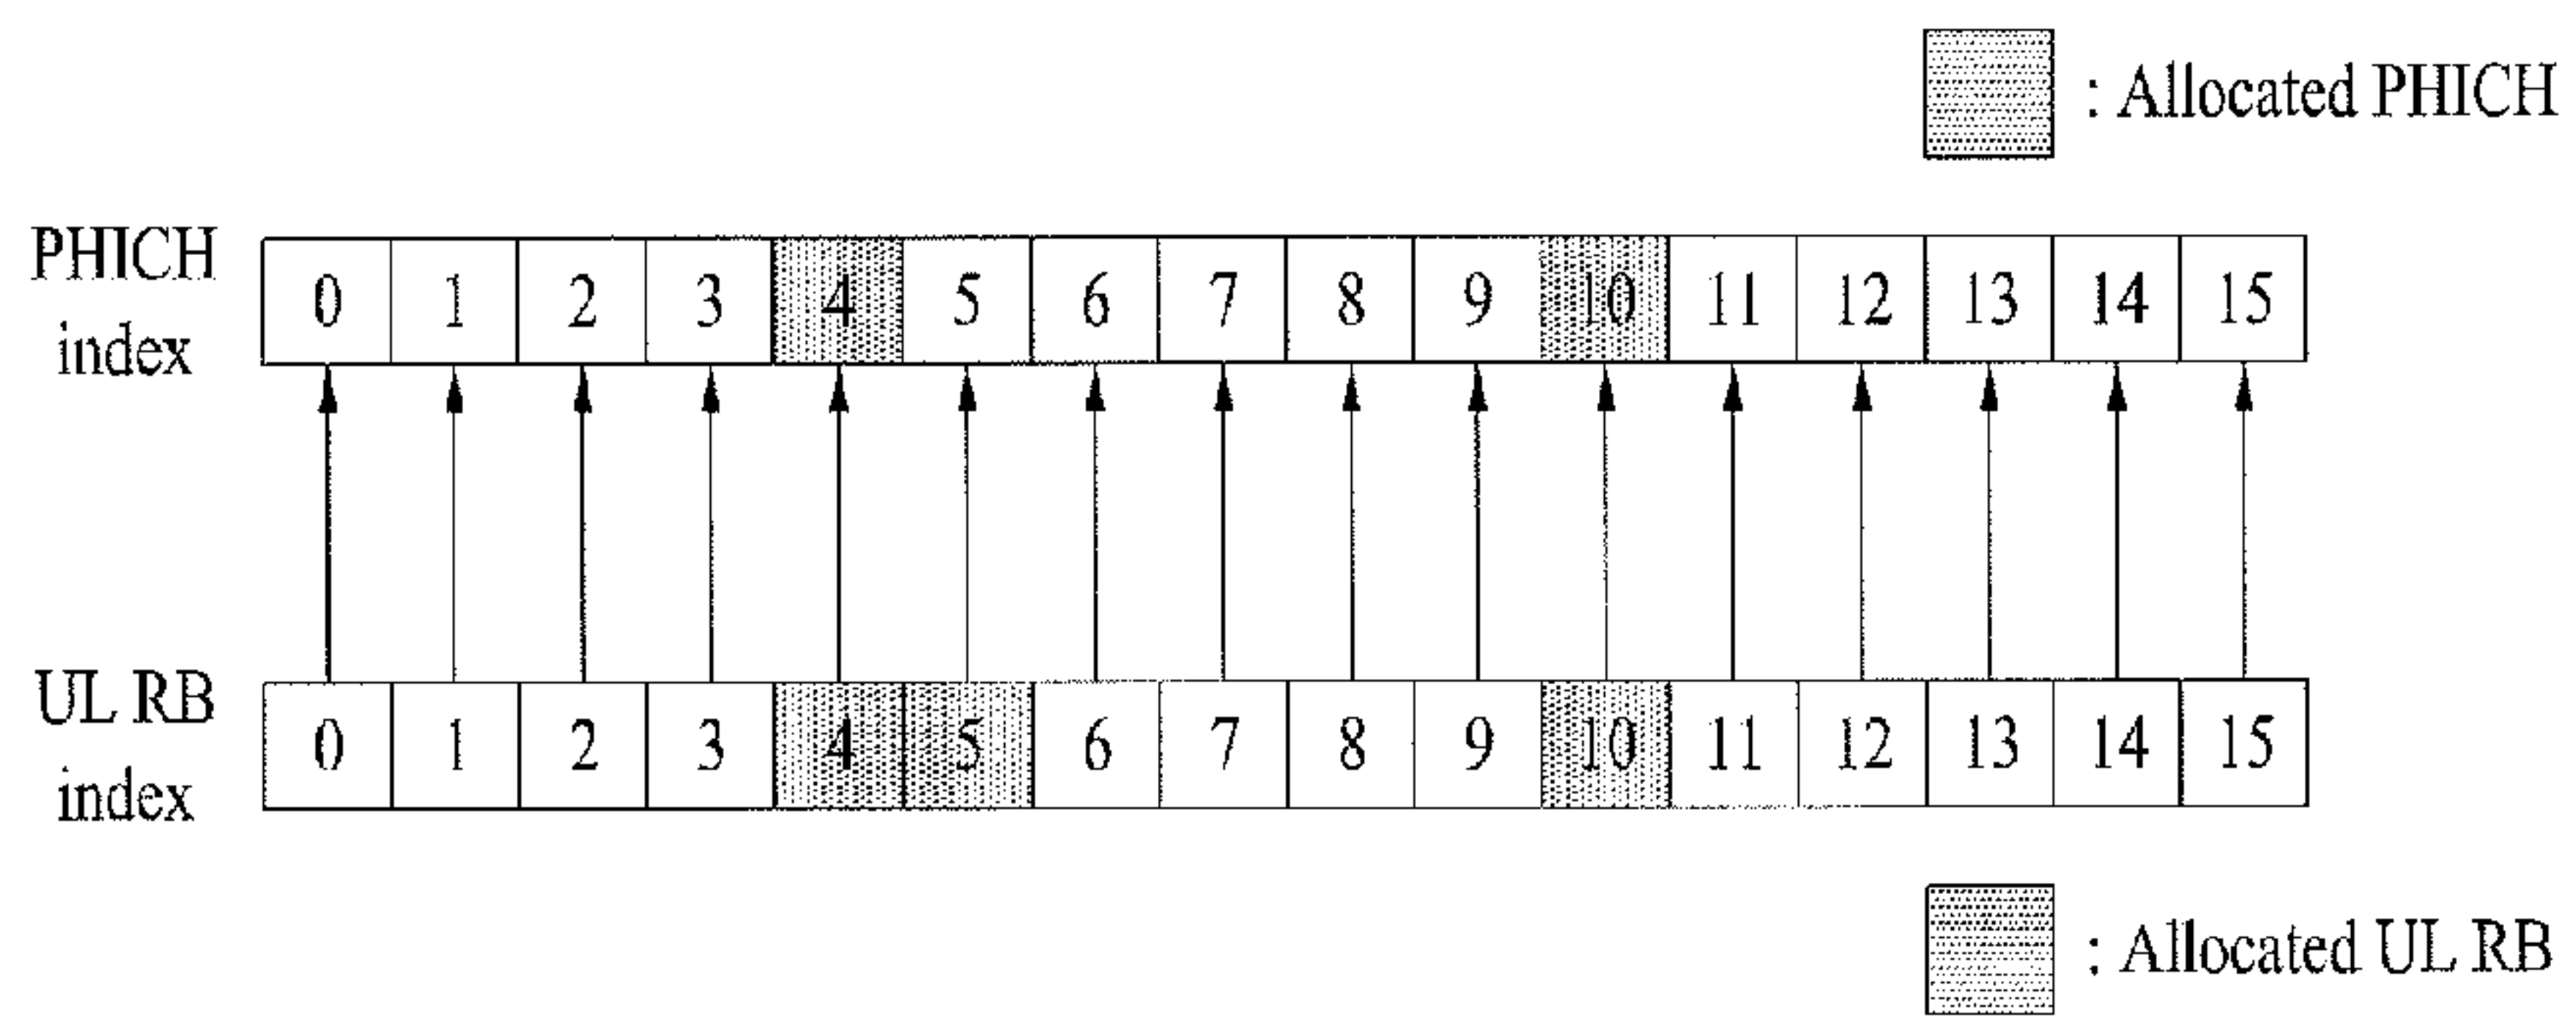 : Allocated PHICH
PHICH
index
0 1 2 3 4 5 6 7 8 9 10 11 12 13 14 15
UL RB
index
0 1 2 3 4 5 6 7 8 9 10 11 12 13 14 15
: Allocated UL RB